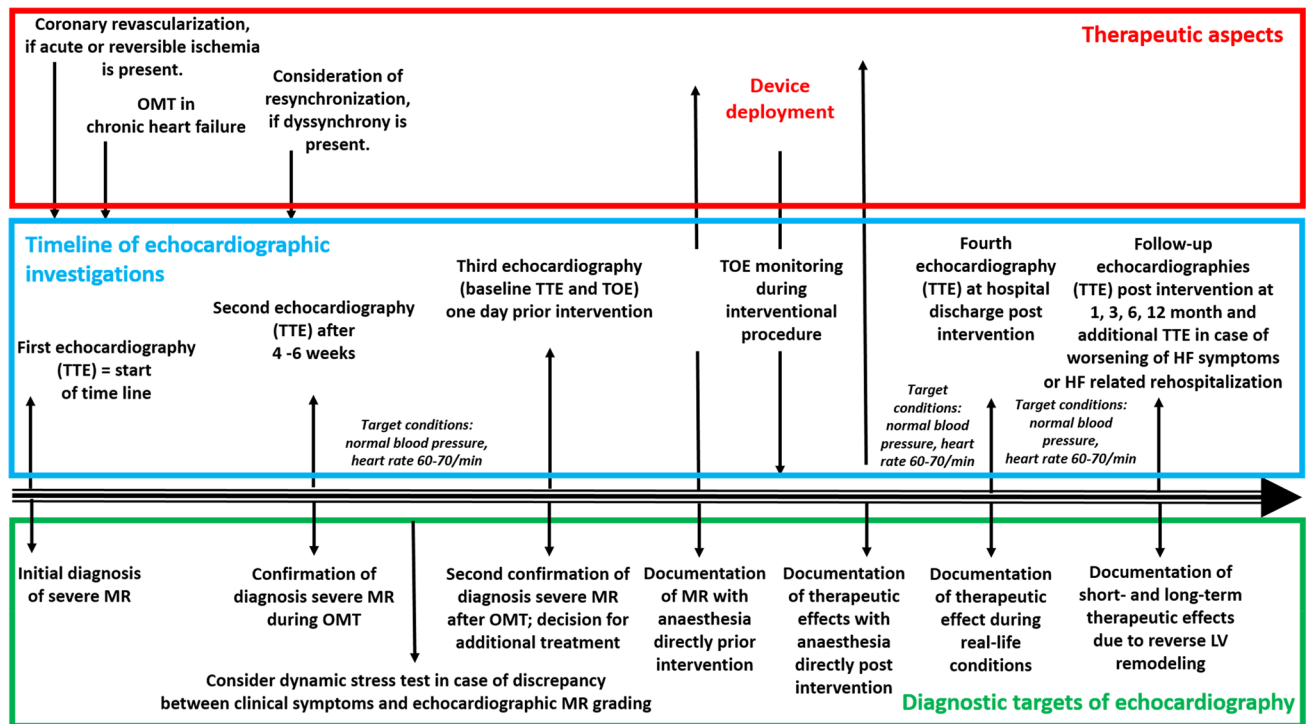 Coronary revascularization,
if acute or reversible ischemia
is present.
OMT in
chronic heart failure
Consideration of
resynchronization,
if dyssynchrony is
present.
Device
deployment
Therapeutic aspects
Timeline of echocardiographic
investigations
First echocardiography
(TTE) = start
of time line
Second echocardiography
(TTE) after
4 -6 weeks
Target conditions:
normal blood pressure,
heart rate 60-70/min
Third echocardiography
(baseline TTE and TOE)
one day prior intervention
TOE monitoring
during
interventional
procedure
Fourth
echocardiography
(TTE) at hospital
discharge post
intervention
Target
conditions:
normal blood
pressure, heart
rate 60-70/min
Follow-up
echocardiographies
(TTE) post intervention at
1, 3, 6, 12 month and
additional TTE in case of
worsening of HF symptoms
or HF related rehospitalization
Target conditions:
normal blood
pressure,
heart rate 60-70/min
Initial diagnosis
of severe MR
Confirmation of
diagnosis severe MR
during OMT
Consider dynamic stress test in case of discrepancy
between clinical symptoms and echocardiographic MR grading
Second confirmation of
diagnosis severe MR
after OMT; decision for
additional treatment
Documentation
of MR with
anaesthesia
directly prior
intervention
Documentation
of therapeutic
effects with
anaesthesia
directly post
intervention
Documentation
of therapeutic
effect during
real-life
conditions
Documentation of
short- and long-term
therapeutic effects
due to reverse LV
remodeling
Diagnostic targets of echocardiography